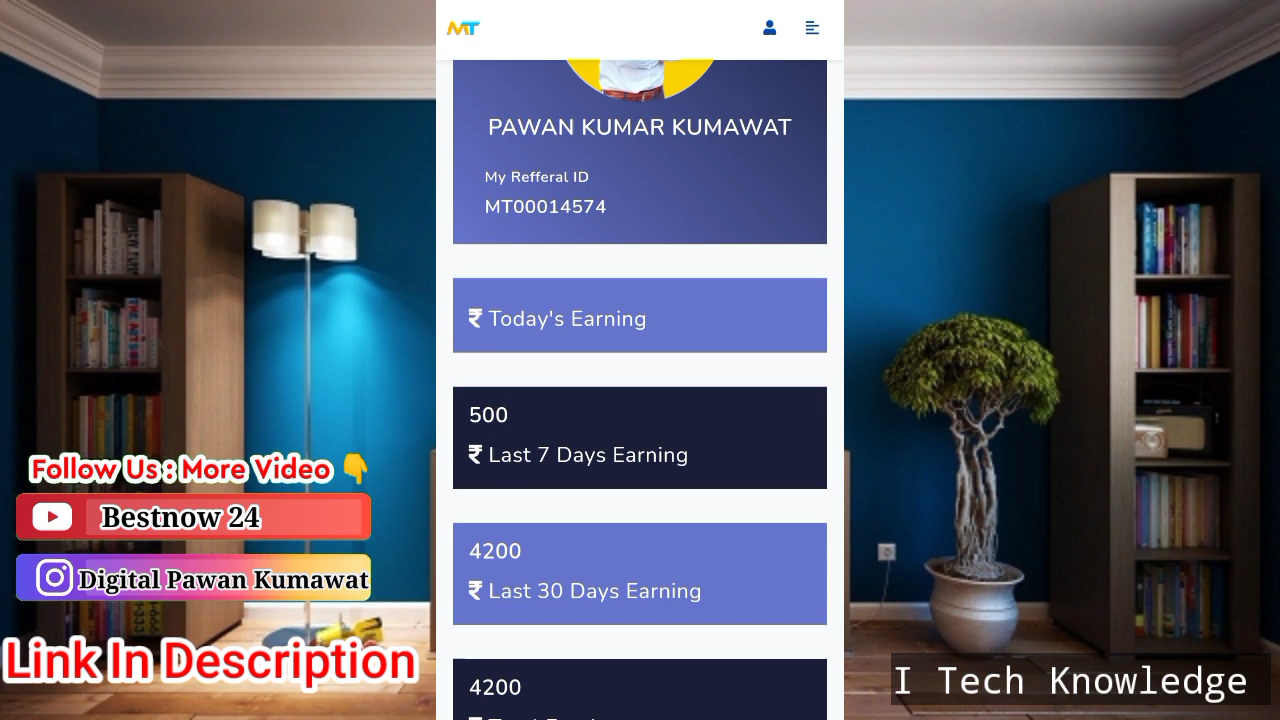 MT
PAWAN KUMAR KUMAWAT
My Refferal ID
MT00014574
₹ Today's Earning
500
₹ Last 7 Days Earning
4200
₹ Last 30 Days Earning
4200
Follow Us : More Video 👇
Bestnow 24
Digital Pawan Kumawat
Link In Description
I Tech Knowledge